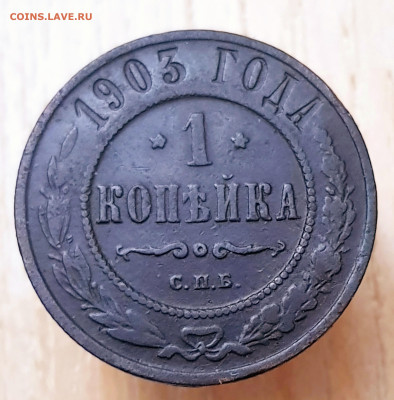 COINS.LAVE.RU
1903 ГОДА
1
КОПѢЙКА
С.П.Б.